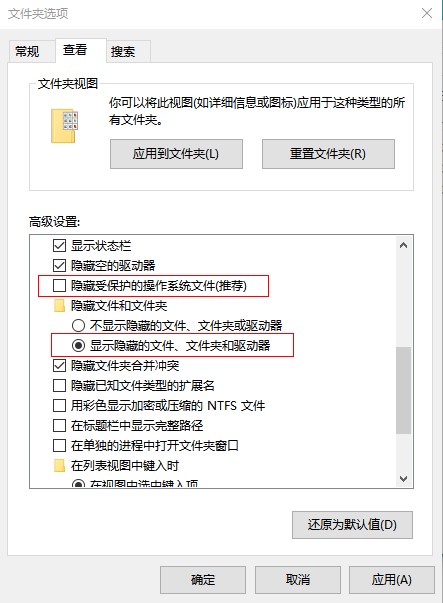 文件夹选项
常规 查看 搜索
文件夹视图
你可以将此视图(如详细信息或图标)应用于这种类型的所
有文件夹。
应用到文件夹(L) 重置文件夹(R)
高级设置:
显示状态栏
隐藏空的驱动器
隐藏受保护的操作系统文件(推荐)
隐藏文件和文件夹
不显示隐藏的文件、文件夹或驱动器
显示隐藏的文件、文件夹和驱动器
隐藏文件夹合并冲突
隐藏已知文件类型的扩展名
用彩色显示加密或压缩的 NTFS 文件
在标题栏中显示完整路径
在单独的进程中打开文件夹窗口
在列表视图中键入时
在视图中选中键入项
还原为默认值(D)
确定 取消 应用(A)